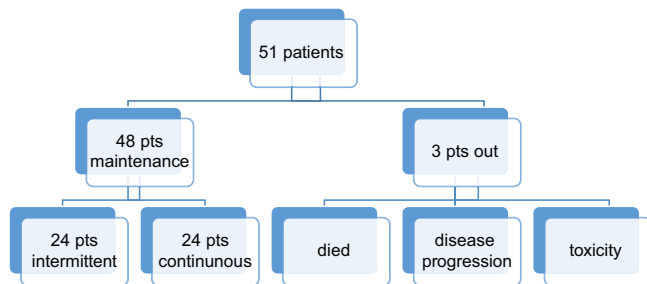 51 patients
48 pts
maintenance
3 pts out
24 pts
intermittent
24 pts
continunous
died
disease
progression
toxicity